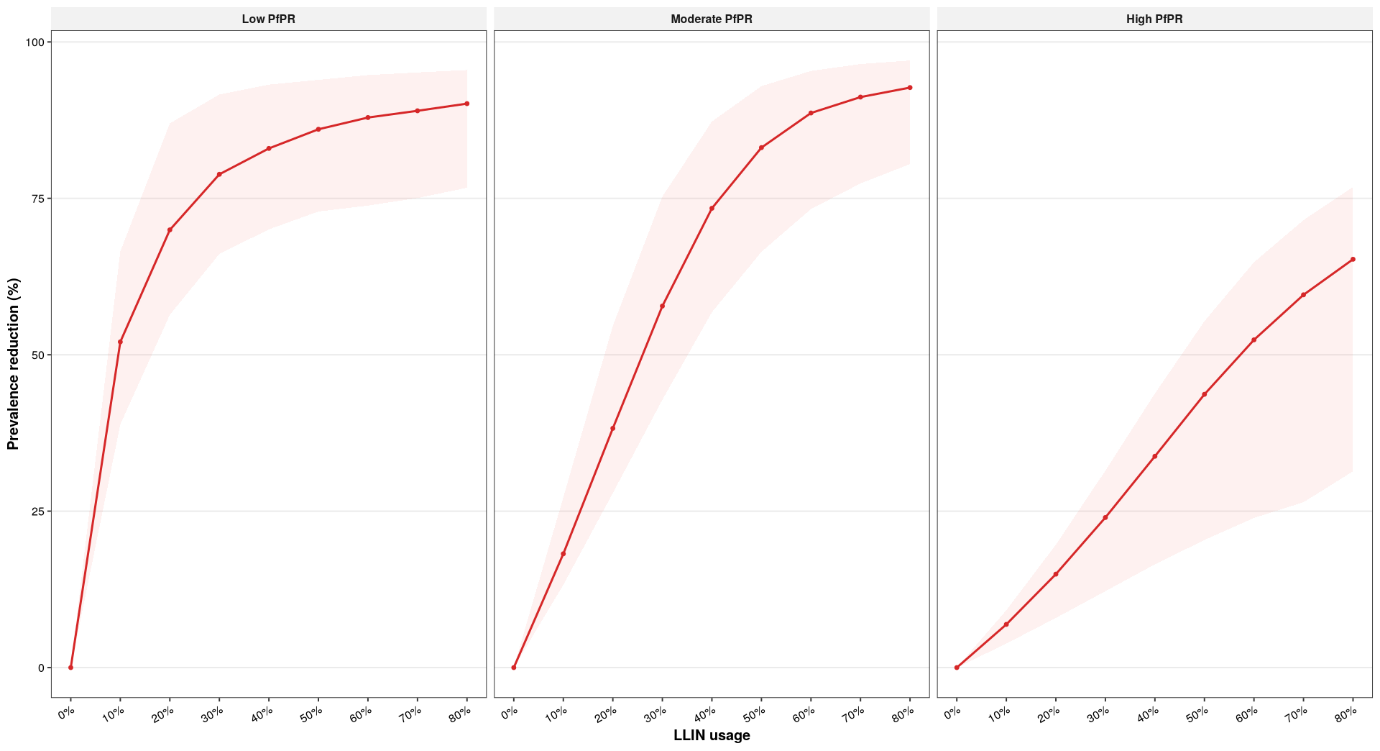 Low PfPR
Moderate PfPR
High PfPR
Prevalence reduction (%)
100
75
50
25
0
0% 10% 20% 30% 40% 50% 60% 70% 80%
0% 10% 20% 30% 40% 50% 60% 70% 80%
0% 10% 20% 30% 40% 50% 60% 70% 80%
LLIN usage